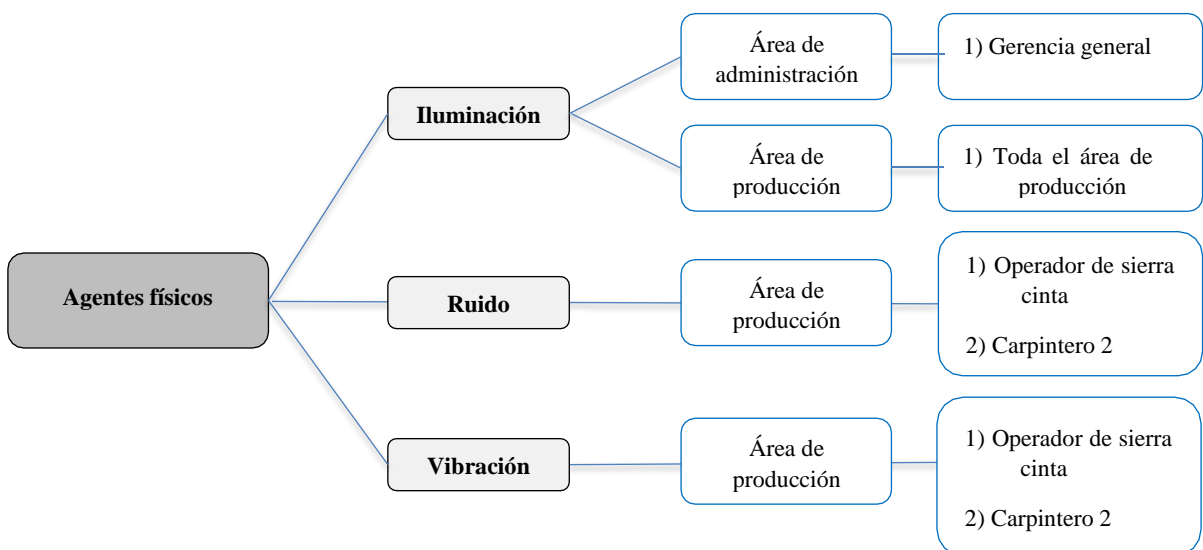 Agentes físicos
Iluminación
Área de
administración
1) Gerencia general
Área de
producción
1) Toda el área de
producción
Ruido
Área de
producción
1) Operador de sierra
cinta
2) Carpintero 2
Vibración
Área de
producción
1) Operador de sierra
cinta
2) Carpintero 2